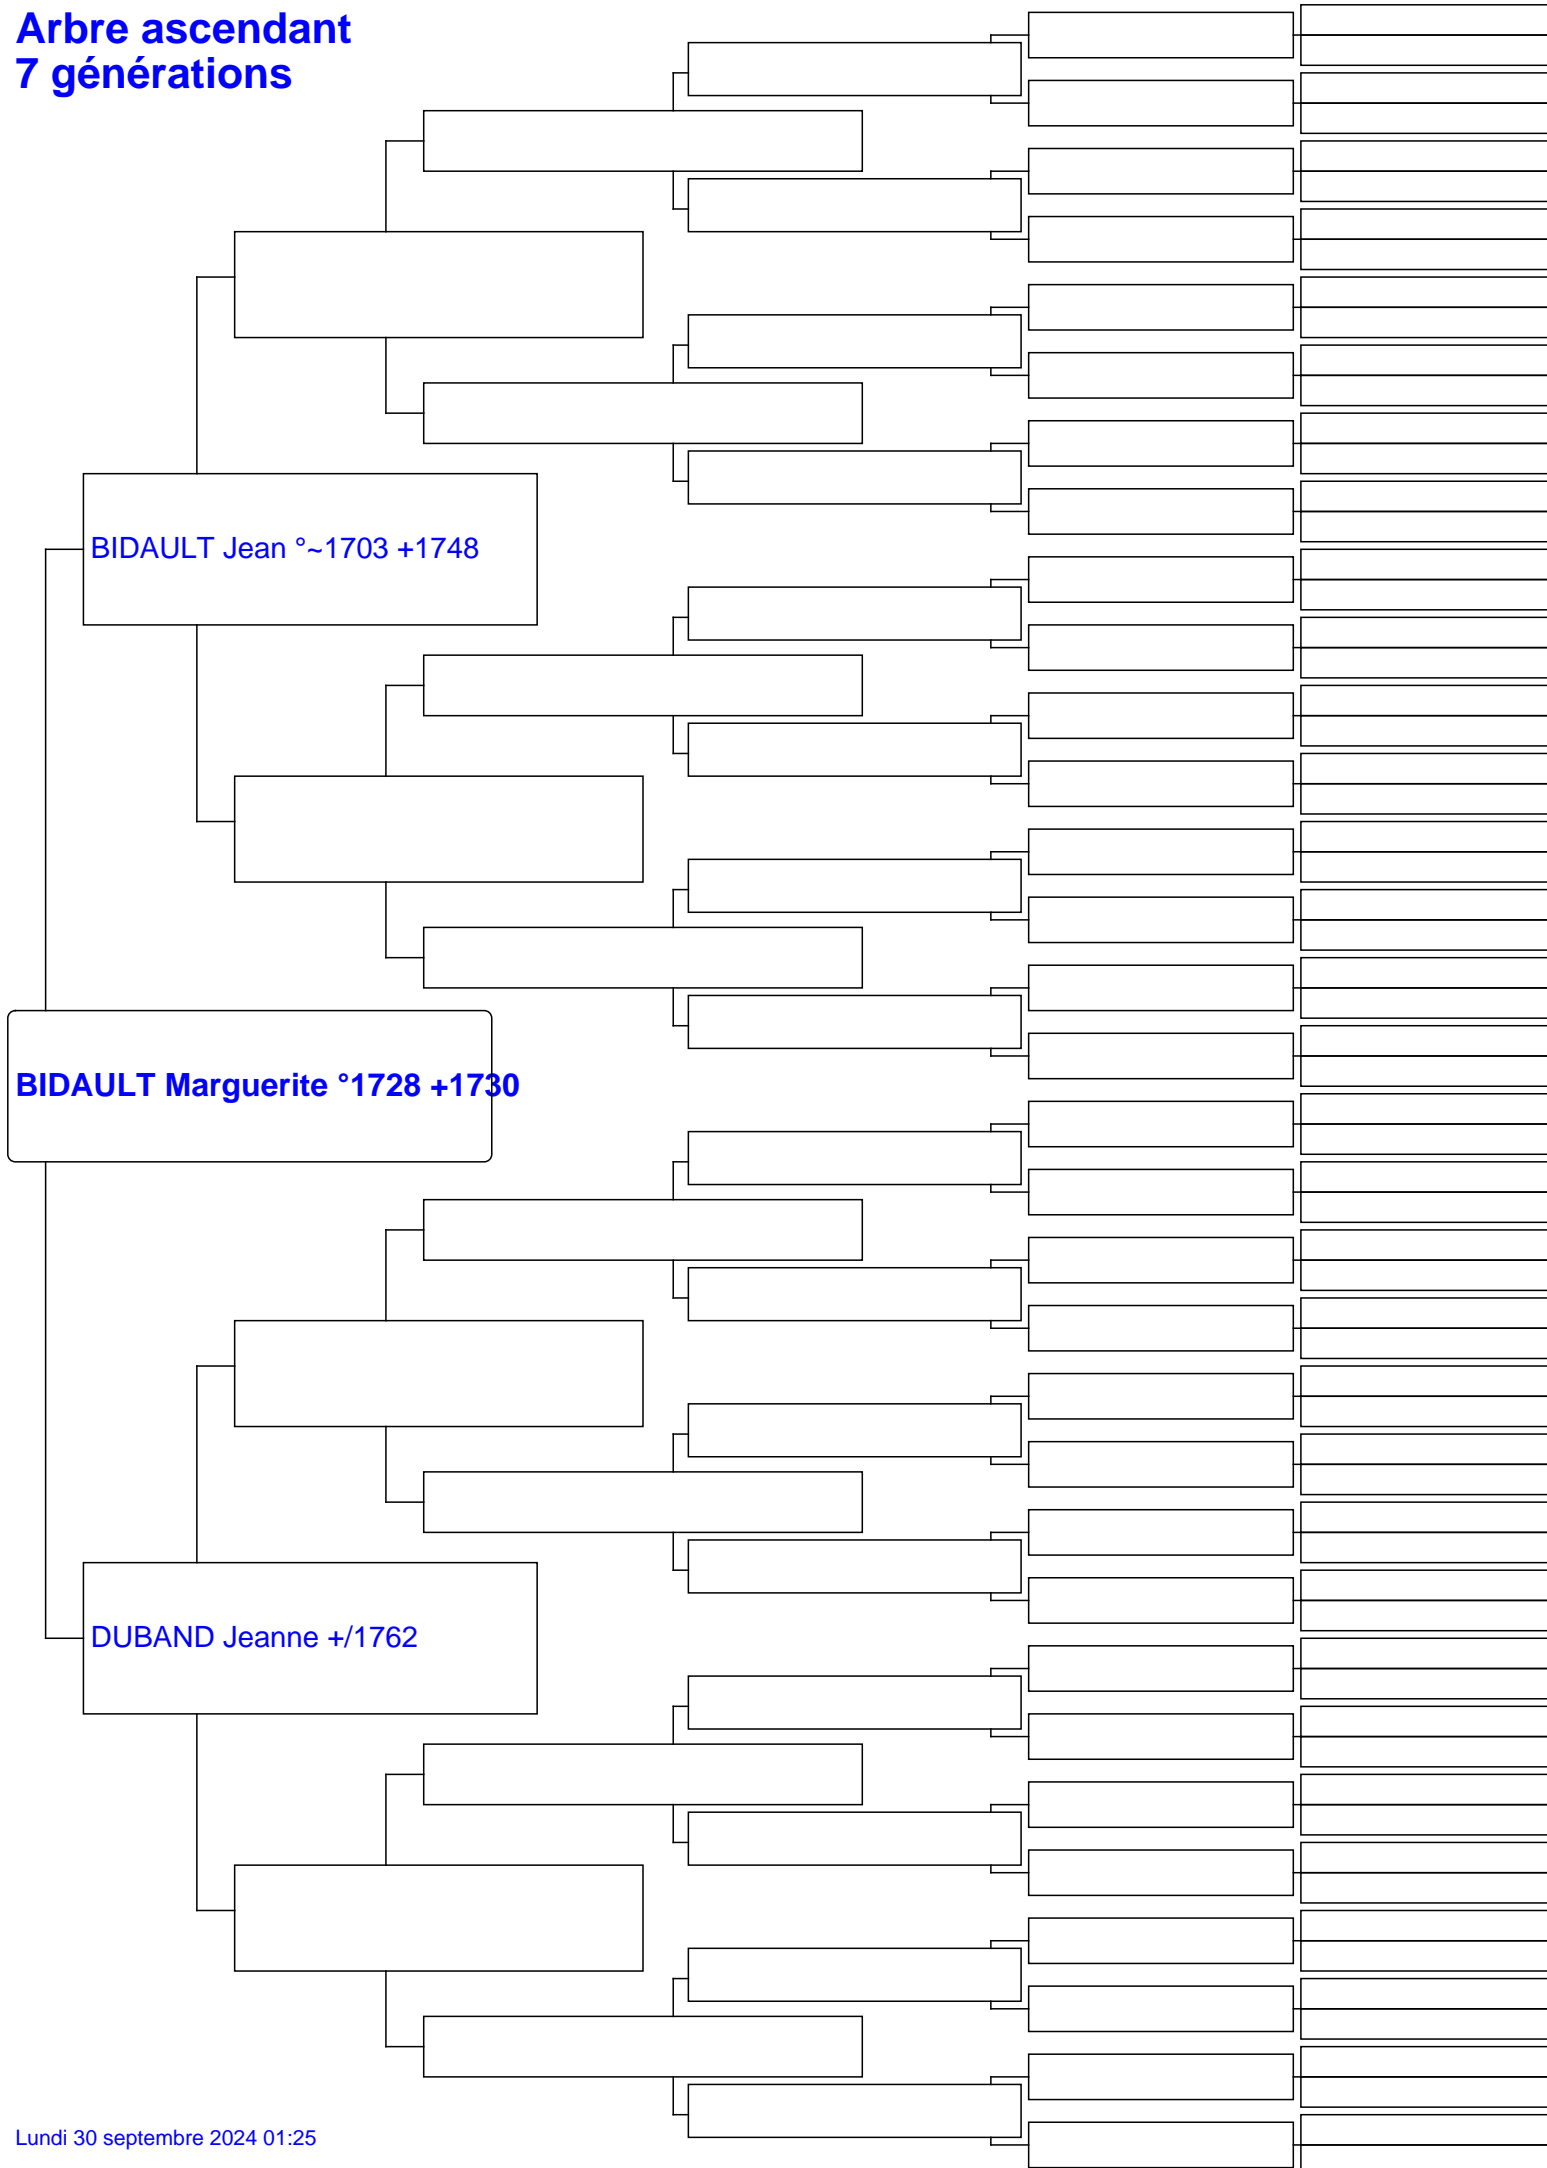 Arbre ascendant
7 générations
BIDAULT Jean °~1703 +1748
BIDAULT Marguerite °1728 +1730
DUBAND Jeanne +/1762
Lundi 30 septembre 2024 01:25